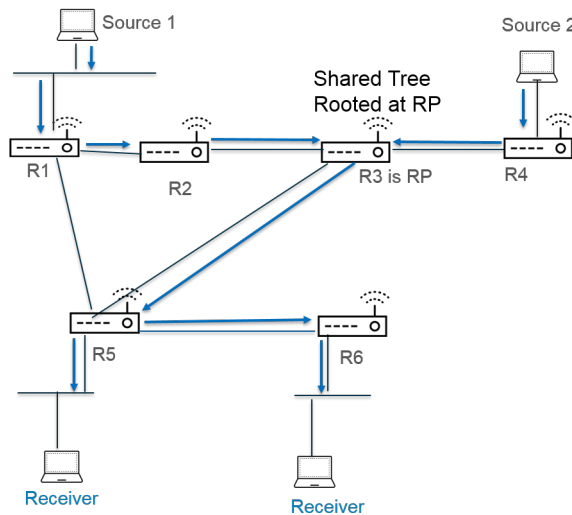 Source 1
Source 2
Shared Tree
Rooted at RP
R1
R2
R3 is RP
R4
R5
R6
Receiver
Receiver